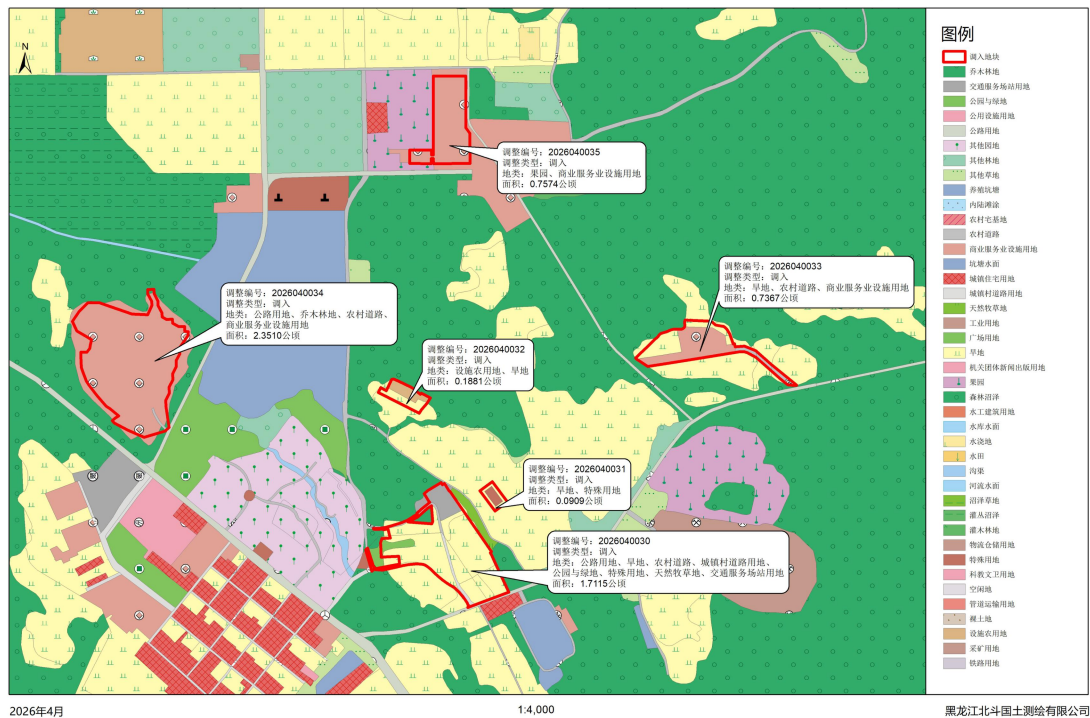 N
调整编号：2026040035
调整类型：调入
地类：果园、商业服务业设施用地
面积：0.7574公顷
调整编号：2026040033
调整类型：调入
地类：旱地、农村道路、商业服务业设施用地
面积：0.7367公顷
调整编号：2026040034
调整类型：调入
地类：公路用地、乔木林地、农村道路、
商业服务业设施用地
面积：2.3510公顷
调整编号：2026040032
调整类型：调入
地类：设施农用地、旱地
面积：0.1881公顷
调整编号：2026040031
调整类型：调入
地类：旱地、特殊用地
面积：0.0909公顷
调整编号：2026040030
调整类型：调入
地类：公路用地、旱地、农村道路、城镇村道路用地、
公园与绿地、特殊用地、天然牧草地、交通服务场站用地
面积：1.7115公顷
图例
调入地块
乔木林地
交通服务场站用地
公园与绿地
公用设施用地
公路用地
其他园地
其他林地
其他草地
养殖坑塘
内陆滩涂
农村宅基地
农村道路
商业服务业设施用地
坑塘水面
城镇住宅用地
城镇村道路用地
天然牧草地
工业用地
广场用地
旱地
机关团体新闻出版用地
果园
森林沼泽
水工建筑用地
水库水面
水浇地
水田
沟渠
河流水面
沼泽草地
灌丛沼泽
灌木林地
物流仓储用地
特殊用地
科教文卫用地
空闲地
管道运输用地
裸土地
设施农用地
采矿用地
铁路用地
2026年4月
1:4,000
黑龙江北斗国土测绘有限公司